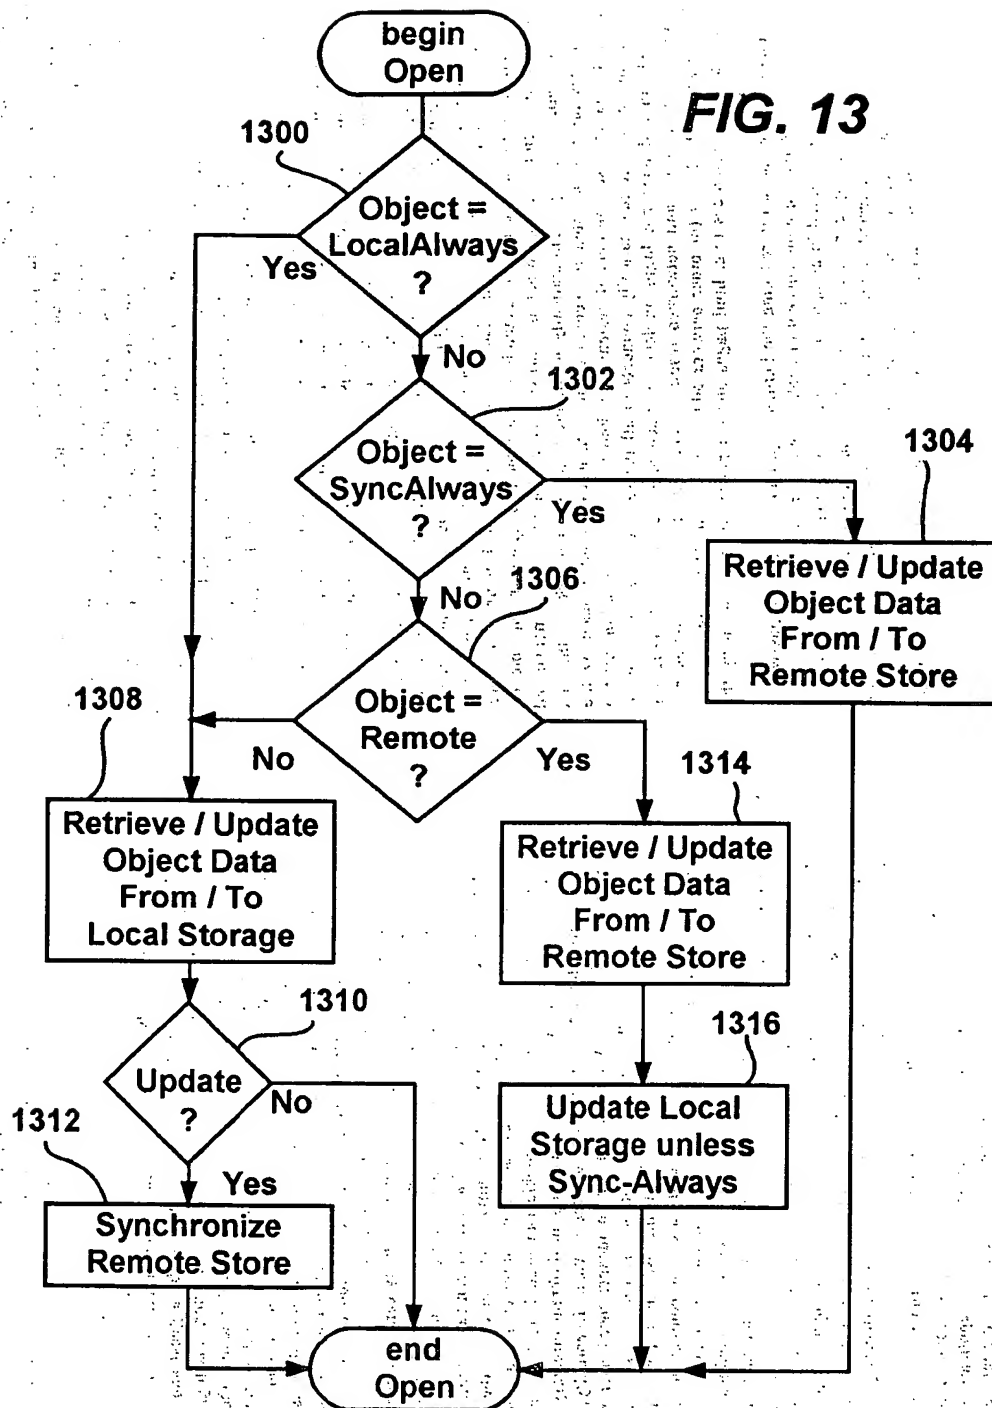 begin
Open
FIG. 13
1300
Object =
LocalAlways
?
Yes
No
1302
Object =
SyncAlways
?
Yes
1304
Retrieve / Update
Object Data
From / To
Remote Store
No
1306
Object =
Remote
?
No
Yes
1308
Retrieve / Update
Object Data
From / To
Local Storage
1314
Retrieve / Update
Object Data
From / To
Remote Store
1310
Update
?
No
Yes
1316
Update Local
Storage unless
Sync-Always
1312
Synchronize
Remote Store
end
Open